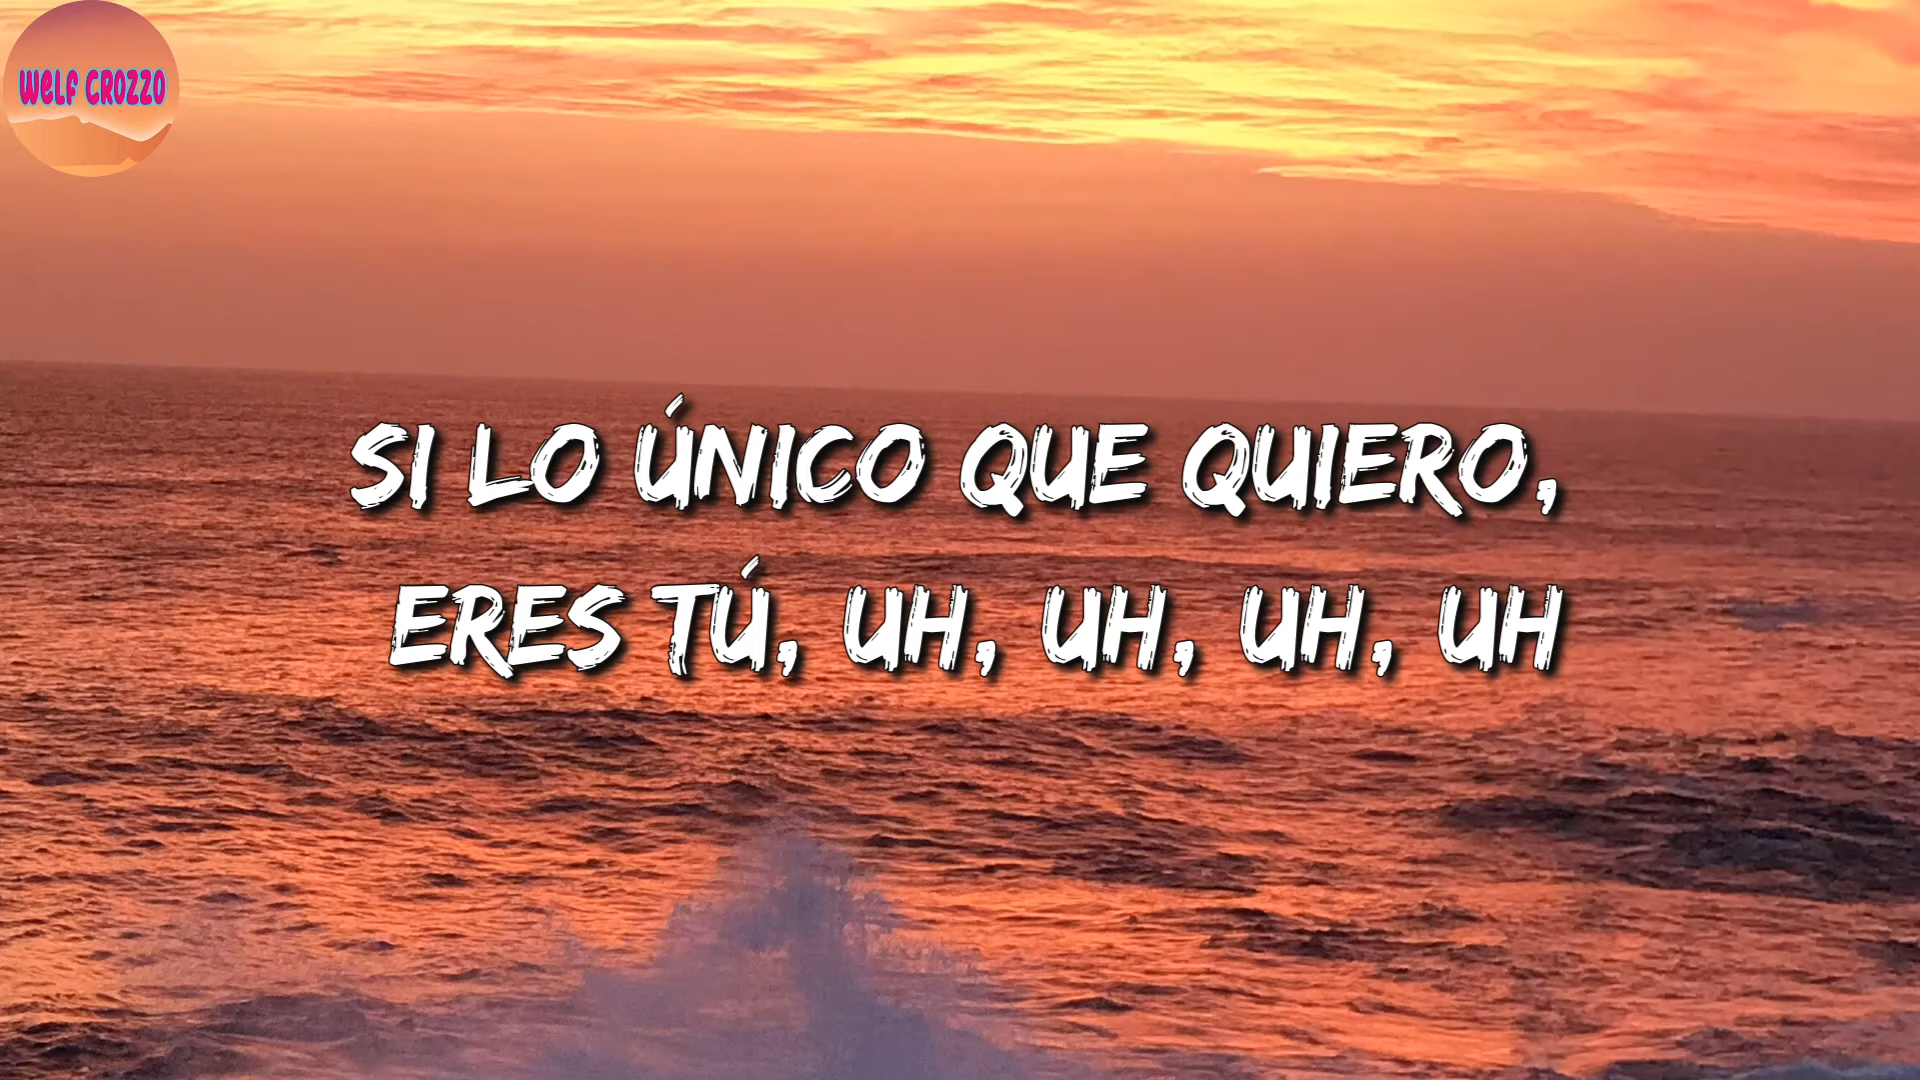 Welf Crozzo
SI LO ÚNICO QUE QUIERO,
ERES TÚ, UH, UH, UH, UH